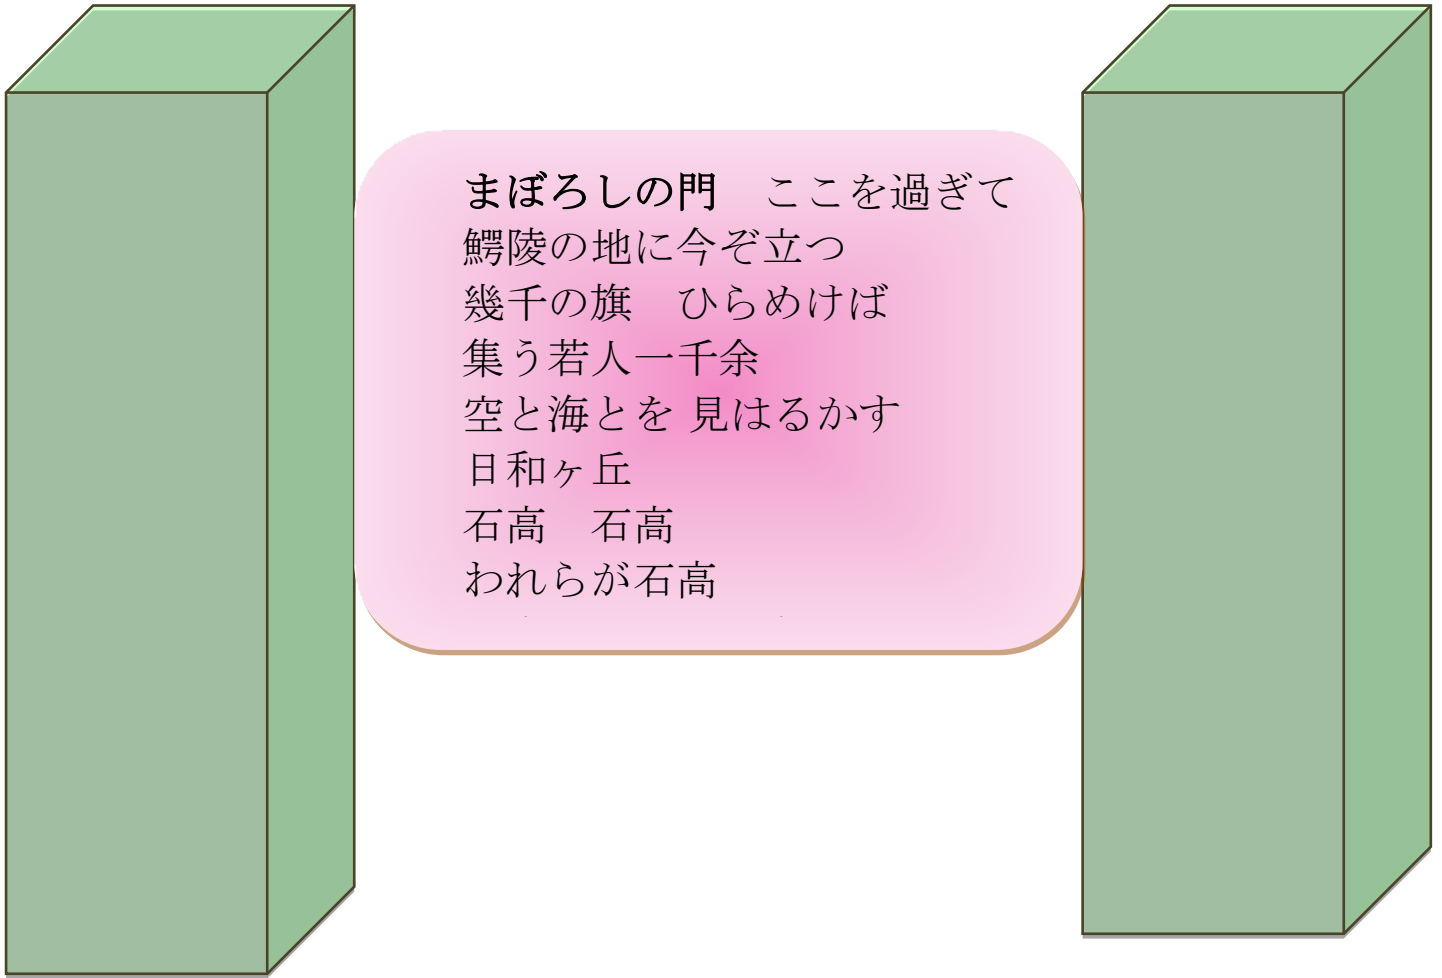 まぼろしの門　ここを過ぎて
鰐陵の地に今ぞ立つ
幾千の旗　ひらめけば
集う若人一千余
空と海とを 見はるかす
日和ヶ丘
石高　石高
われらが石高